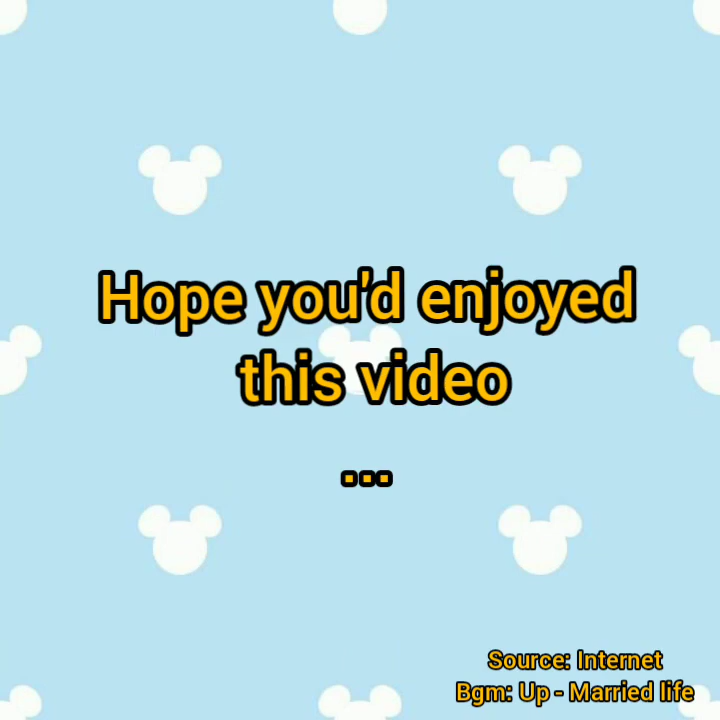 Hope you'd enjoyed
this video
...
Source: Internet
Bgm: Up - Married life